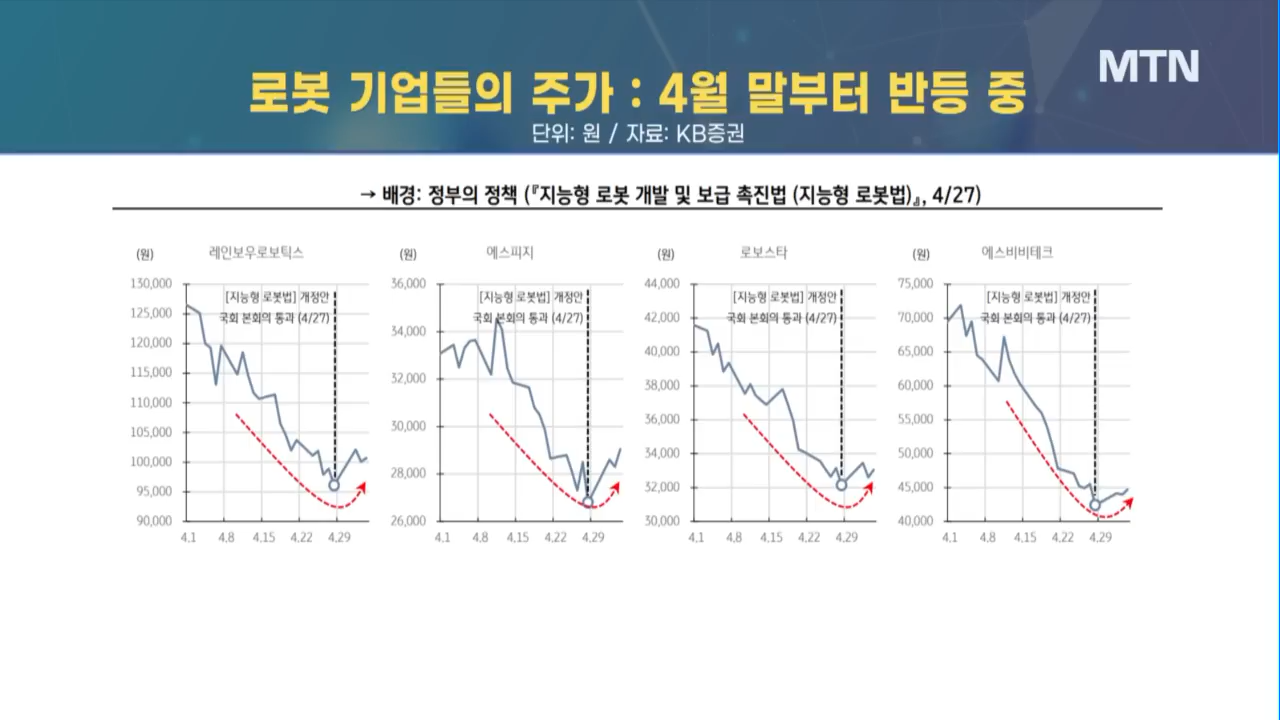 MTN
로봇 기업들의 주가 : 4월 말부터 반등 중
단위: 원 / 자료: KB증권
→ 배경: 정부의 정책 (『지능형 로봇 개발 및 보급 촉진법 (지능형 로봇법)』, 4/27)
(원) 레인보우로보틱스
130,000
125,000
120,000
115,000
110,000
105,000
100,000
95,000
90,000
[지능형 로봇법] 개정안
국회 본회의 통과 (4/27)
4.1 4.8 4.15 4.22 4.29
(원) 에스피지
36,000
34,000
32,000
30,000
28,000
26,000
[지능형 로봇법] 개정안
국회 본회의 통과 (4/27)
4.1 4.8 4.15 4.22 4.29
(원) 로보스타
44,000
42,000
40,000
38,000
36,000
34,000
32,000
30,000
[지능형 로봇법] 개정안
국회 본회의 통과 (4/27)
4.1 4.8 4.15 4.22 4.29
(원) 에스비비테크
75,000
70,000
65,000
60,000
55,000
50,000
45,000
40,000
[지능형 로봇법] 개정안
국회 본회의 통과 (4/27)
4.1 4.8 4.15 4.22 4.29